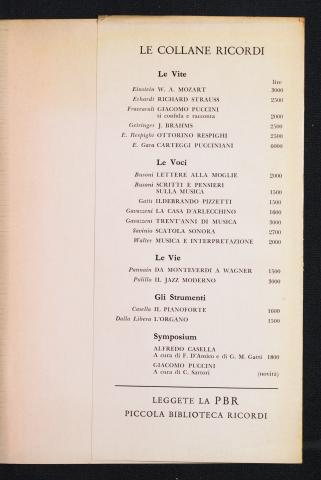 LE COLLANE RICORDI
Le Vite
lire
Einstein W. A. MOZART 3000
Erhardt RICHARD STRAUSS 2500
Fraccaroli GIACOMO PUCCINI
si confida e racconta 2000
Geiringer J. BRAHMS 2500
E. Respighi OTTORINO RESPIGHI 2500
E. Gara CARTEGGI PUCCINIANI 6000
Le Voci
Busoni LETTERE ALLA MOGLIE 2000
Busoni SCRITTI E PENSIERI
SULLA MUSICA 1500
Gatti ILDEBRANDO PIZZETTI 1500
Gavazzeni LA CASA D'ARLECCHINO 1600
Gavazzeni TRENT'ANNI DI MUSICA 3000
Savinio SCATOLA SONORA 2700
Walter MUSICA E INTERPRETAZIONE 2000
Le Vie
Pannain DA MONTEVERDI A WAGNER 1500
Polillo IL JAZZ MODERNO 3000
Gli Strumenti
Casella IL PIANOFORTE 1600
Dalla Libera L'ORGANO 1500
Symposium
ALFREDO CASELLA
A cura di F. D'Amico e di G. M. Gatti 1800
GIACOMO PUCCINI
A cura di C. Sartori (novità)
LEGGETE LA PBR
PICCOLA BIBLIOTECA RICORDI